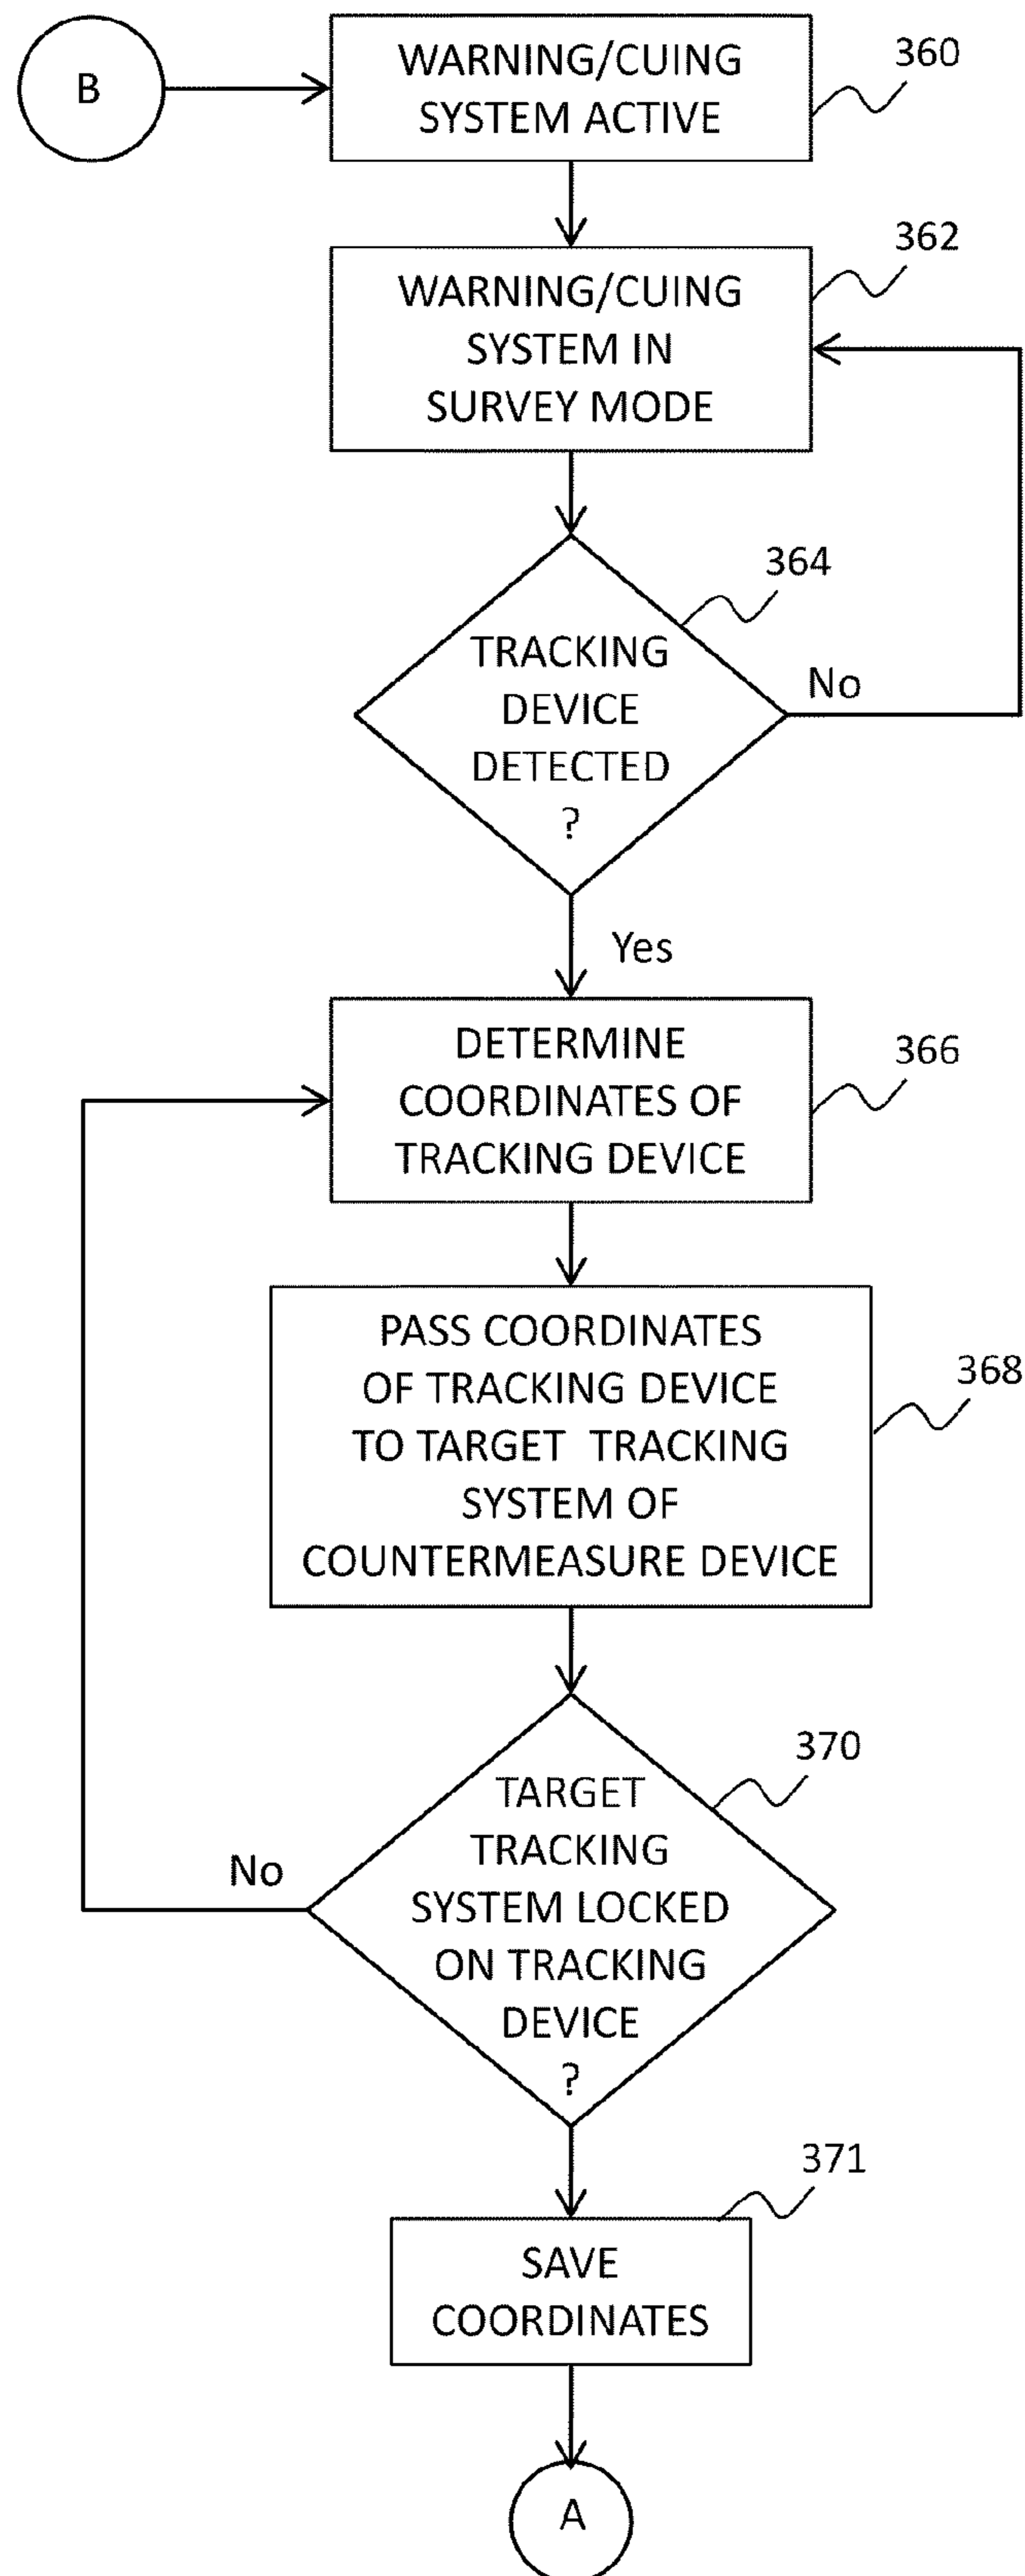 B
WARNING/CUING
SYSTEM ACTIVE
360
WARNING/CUING
SYSTEM IN
SURVEY MODE
362
TRACKING
DEVICE
DETECTED
?
364
No
Yes
DETERMINE
COORDINATES OF
TRACKING DEVICE
366
PASS COORDINATES
OF TRACKING DEVICE
TO TARGET TRACKING
SYSTEM OF
COUNTERMEASURE DEVICE
368
TARGET
TRACKING
SYSTEM LOCKED
ON TRACKING
DEVICE
?
370
No
SAVE
COORDINATES
371
A